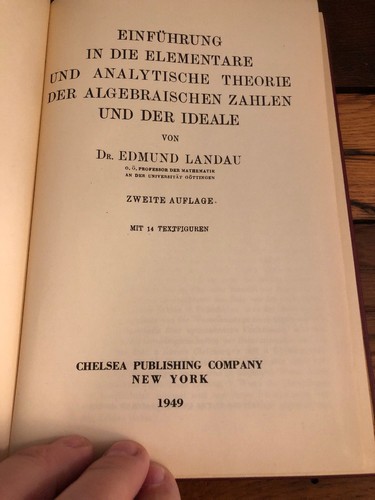 EINFÜHRUNG
IN DIE ELEMENTARE
UND ANALYTISCHE THEORIE
DER ALGEBRAISCHEN ZAHLEN
UND DER IDEALE
VON
DR. EDMUND LANDAU
O. Ö. PROFESSOR DER MATHEMATIK
AN DER UNIVERSITÄT GÖTTINGEN
ZWEITE AUFLAGE
MIT 14 TEXTFIGUREN
CHELSEA PUBLISHING COMPANY
NEW YORK
1949